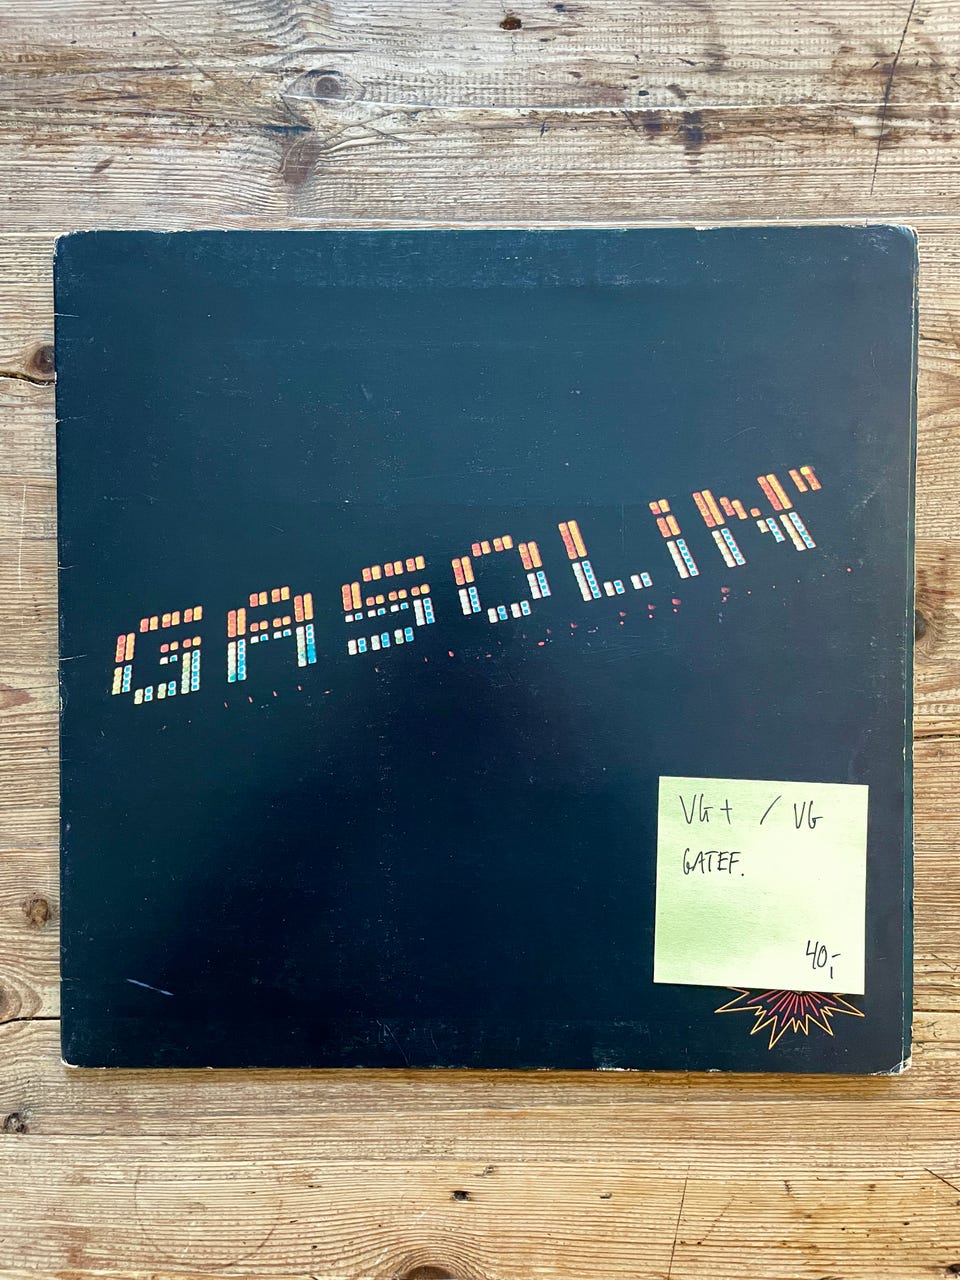 GASOLIN'
VG+ / VG
GATEF.
40,-